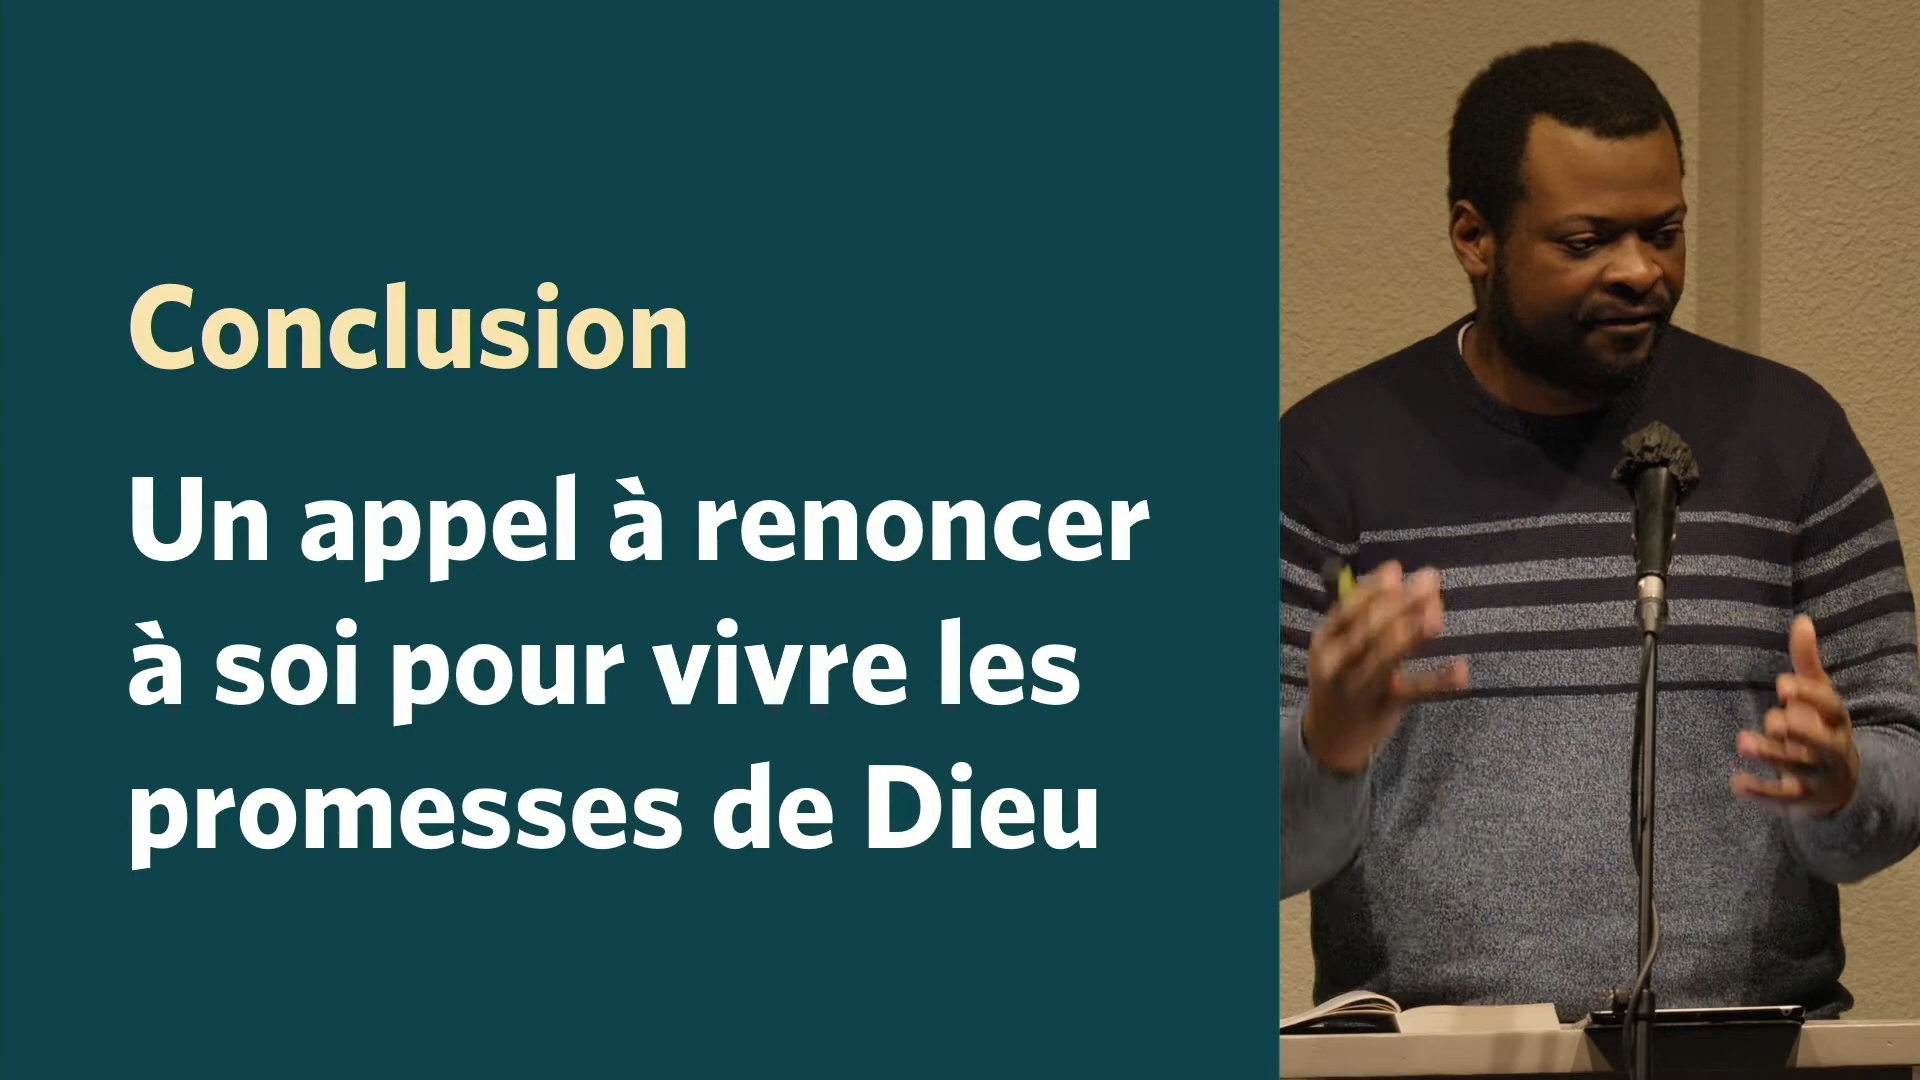 Conclusion
Un appel à renoncer
à soi pour vivre les
promesses de Dieu